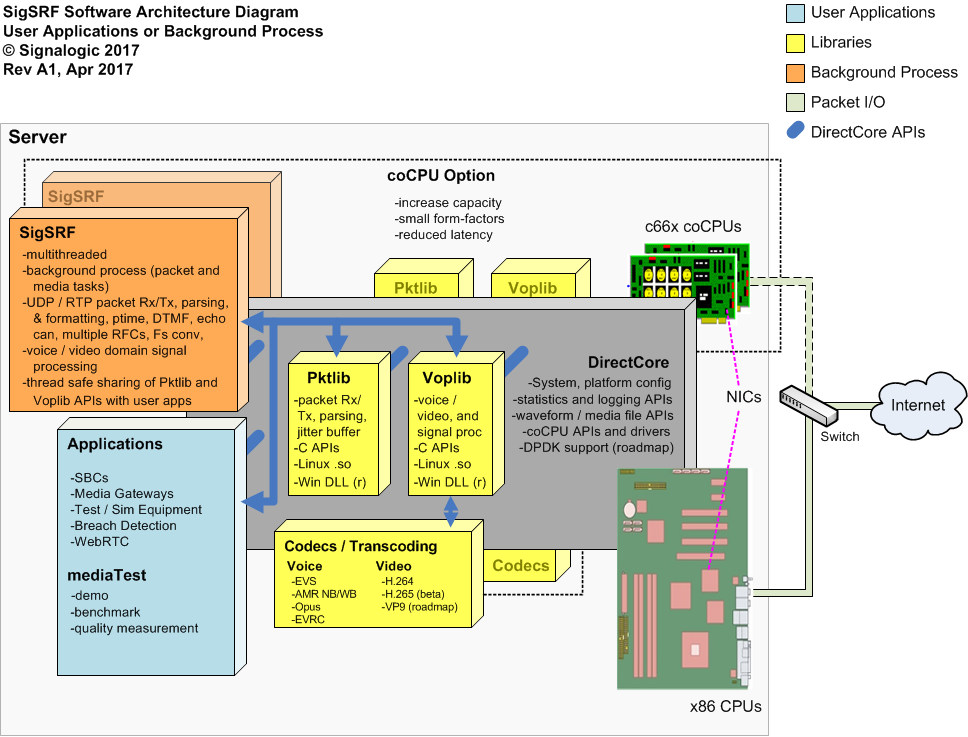 SigSRF Software Architecture Diagram
User Applications or Background Process
© Signalogic 2017
Rev A1, Apr 2017
User Applications
Libraries
Background Process
Packet I/O
DirectCore APIs
Server
coCPU Option
-increase capacity
-small form-factors
-reduced latency
SigSRF
SigSRF
-multithreaded
-background process (packet and
media tasks)
-UDP / RTP packet Rx/Tx, parsing,
& formatting, ptime, DTMF, echo
can, multiple RFCs, Fs conv,
-voice / video domain signal
processing
-thread safe sharing of Pktlib and
Voplib APIs with user apps
Pktlib
Voplib
c66x coCPUs
Pktlib
-packet Rx/
Tx, parsing,
jitter buffer
-C APIs
-Linux .so
-Win DLL (r)
Voplib
-voice /
video, and
signal proc
-C APIs
-Linux .so
-Win DLL (r)
DirectCore
-System, platform config
-statistics and logging APIs
-waveform / media file APIs
-coCPU APIs and drivers
-DPDK support (roadmap)
NICs
Switch
Internet
Applications
-SBCs
-Media Gateways
-Test / Sim Equipment
-Breach Detection
-WebRTC
mediaTest
-demo
-benchmark
-quality measurement
Codecs / Transcoding
Voice
-EVS
-AMR NB/WB
-Opus
-EVRC
Video
-H.264
-H.265 (beta)
-VP9 (roadmap)
Codecs
x86 CPUs